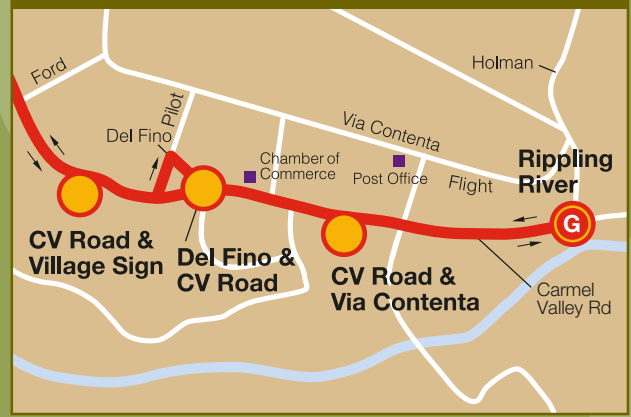 Ford
Holman
Pilot
Del Fino
Via Contenta
Chamber of
Commerce
Post Office
Flight
Rippling
River
G
CV Road &
Village Sign
Del Fino &
CV Road
CV Road &
Via Contenta
Carmel
Valley Rd